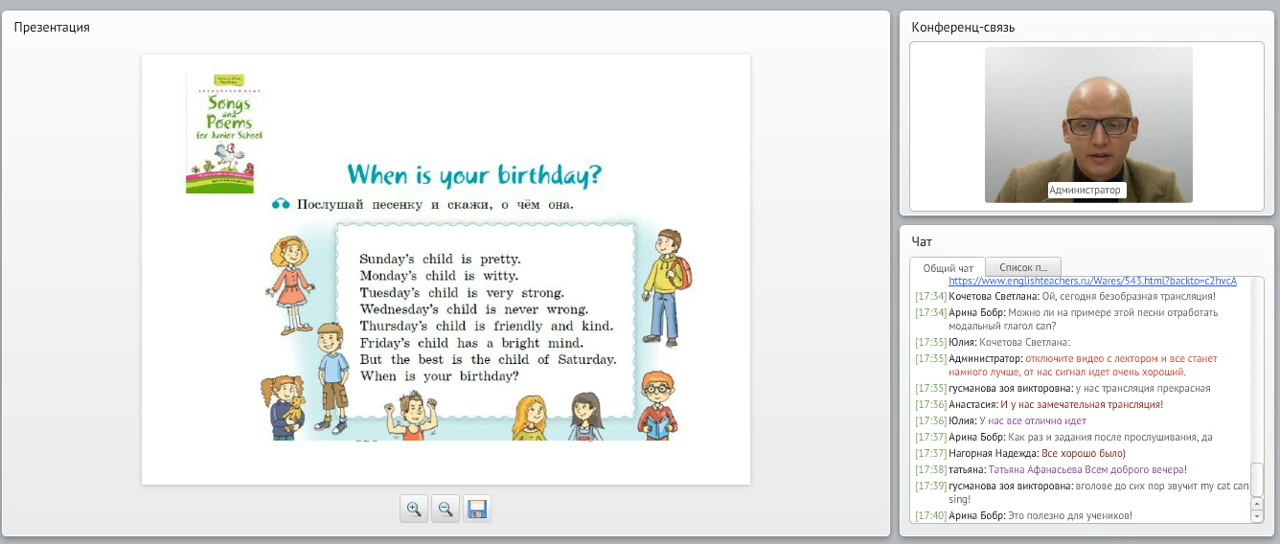 Презентация
Songs
and
Poems
for Junior School
When is your birthday?
Послушай песенку и скажи, о чём она.
Sunday's child is pretty.
Monday's child is witty.
Tuesday's child is very strong.
Wednesday's child is never wrong.
Thursday's child is friendly and kind.
Friday's child has a bright mind.
But the best is the child of Saturday.
When is your birthday?
Конференц-связь
Администратор
Чат
Общий чат
Список п...
https://www.englishteachers.ru/Wares/543.html?backto=c2hvcA
[17:34] Кочетова Светлана: Ой, сегодня безобразная трансляция!
[17:34] Арина Бобр: Можно ли на примере этой песни отработать
модальный глагол can?
[17:35] Юлия: Кочетова Светлана:
[17:35] Администратор: отключите видео с лектором и все станет
намного лучше, от нас сигнал идет очень хороший.
[17:35] гусманова зоя викторовна: у нас трансляция прекрасная
[17:36] Анастасия: И у нас замечательная трансляция!
[17:36] Юлия: У нас все отлично идет
[17:37] Арина Бобр: Как раз и задания после прослушивания, да
[17:37] Нагорная Надежда: Все хорошо было)
[17:38] татьяна: Татьяна Афанасьева Всем доброго вечера!
[17:39] гусманова зоя викторовна: вголове до сих пор звучит my cat can
sing!
[17:40] Арина Бобр: Это полезно для учеников!